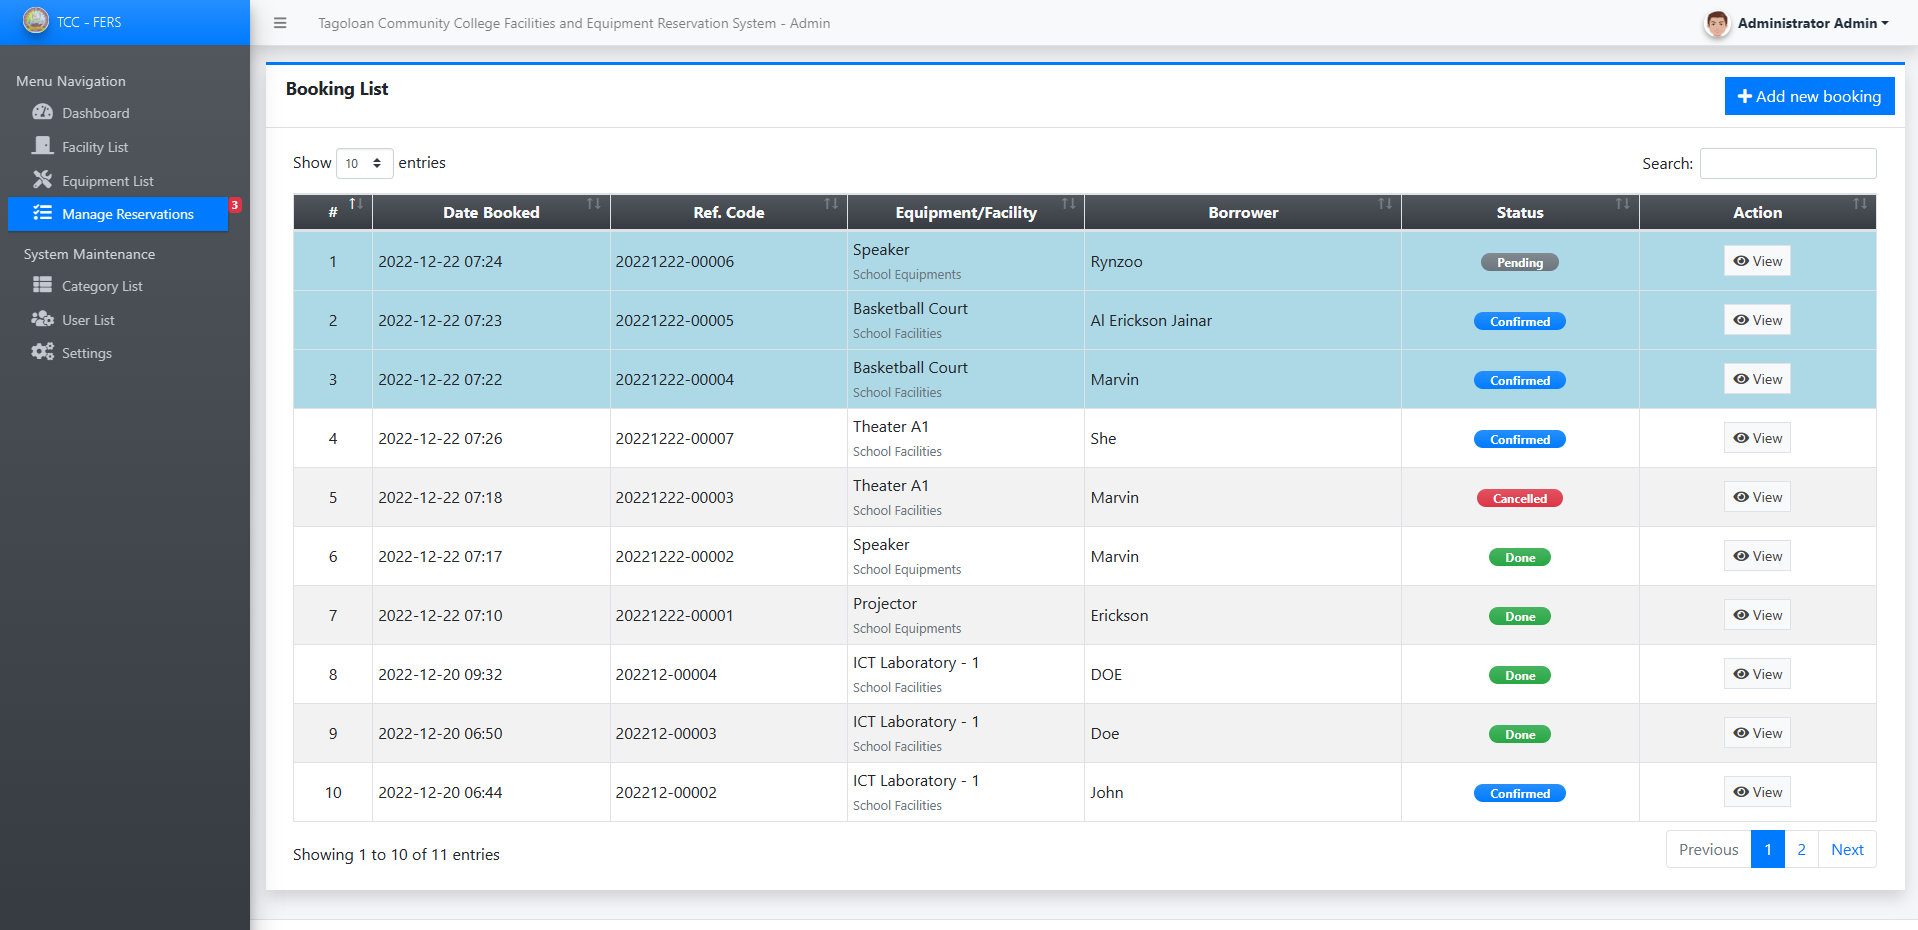 TCC - FERS
Tagoloan Community College Facilities and Equipment Reservation System - Admin
Administrator Admin
Menu Navigation
Dashboard
Facility List
Equipment List
Manage Reservations 3
System Maintenance
Category List
User List
Settings
Booking List
Add new booking
Show 10 entries
Search:
# Date Booked Ref. Code Equipment/Facility Borrower Status Action
1 2022-12-22 07:24 20221222-00006 Speaker School Equipments Rynzoo Pending View
2 2022-12-22 07:23 20221222-00005 Basketball Court School Facilities Al Erickson Jainar Confirmed View
3 2022-12-22 07:22 20221222-00004 Basketball Court School Facilities Marvin Confirmed View
4 2022-12-22 07:26 20221222-00007 Theater A1 School Facilities She Confirmed View
5 2022-12-22 07:18 20221222-00003 Theater A1 School Facilities Marvin Cancelled View
6 2022-12-22 07:17 20221222-00002 Speaker School Equipments Marvin Done View
7 2022-12-22 07:10 20221222-00001 Projector School Equipments Erickson Done View
8 2022-12-20 09:32 202212-00004 ICT Laboratory - 1 School Facilities DOE Done View
9 2022-12-20 06:50 202212-00003 ICT Laboratory - 1 School Facilities Doe Done View
10 2022-12-20 06:44 202212-00002 ICT Laboratory - 1 School Facilities John Confirmed View
Showing 1 to 10 of 11 entries
Previous 1 2 Next